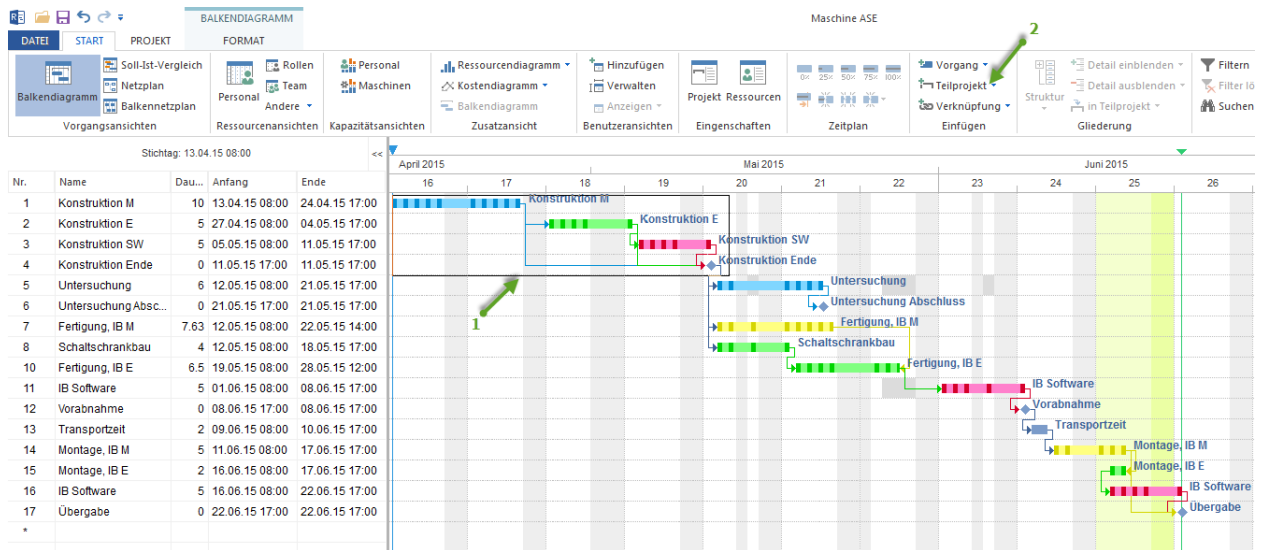 BALKENDIAGRAMM Maschine ASE
2
DATEI START PROJEKT FORMAT
Soll-Ist-Vergleich Rollen Personal Ressourcendiagramm Hinzufügen Vorgang Detail einblenden Filtern
Netzplan Team Maschinen Kostendiagramm Verwalten 0% 25% 50% 75% 100% Teilprojekt Detail ausblenden Filter lö
Balkendiagramm Balkennetzplan Personal Andere Balkendiagramm Anzeigen Projekt Ressourcen Verknüpfung Struktur in Teilprojekt Suchen
Vorgangsansichten Ressourcenansichten Kapazitätsansichten Zusatzansicht Benutzeransichten Eingenschaften Zeitplan Einfügen Gliederung
Stichtag: 13.04.15 08:00 <<
April 2015 Mai 2015 Juni 2015
Nr. Name Dau... Anfang Ende 16 17 18 19 20 21 22 23 24 25 26
1 Konstruktion M 10 13.04.15 08:00 24.04.15 17:00 Konstruktion M
2 Konstruktion E 5 27.04.15 08:00 04.05.15 17:00 Konstruktion E
3 Konstruktion SW 5 05.05.15 08:00 11.05.15 17:00 Konstruktion SW
4 Konstruktion Ende 0 11.05.15 17:00 11.05.15 17:00 Konstruktion Ende
5 Untersuchung 6 12.05.15 08:00 21.05.15 17:00 Untersuchung
6 Untersuchung Absc... 0 21.05.15 17:00 21.05.15 17:00 Untersuchung Abschluss
1
7 Fertigung, IB M 7.63 12.05.15 08:00 22.05.15 14:00 Fertigung, IB M
8 Schaltschrankbau 4 12.05.15 08:00 18.05.15 17:00 Schaltschrankbau
10 Fertigung, IB E 6.5 19.05.15 08:00 28.05.15 12:00 Fertigung, IB E
11 IB Software 5 01.06.15 08:00 08.06.15 17:00 IB Software
12 Vorabnahme 0 08.06.15 17:00 08.06.15 17:00 Vorabnahme
13 Transportzeit 2 09.06.15 08:00 10.06.15 17:00 Transportzeit
14 Montage, IB M 5 11.06.15 08:00 17.06.15 17:00 Montage, IB M
15 Montage, IB E 2 16.06.15 08:00 17.06.15 17:00 Montage, IB E
16 IB Software 5 16.06.15 08:00 22.06.15 17:00 IB Software
17 Übergabe 0 22.06.15 17:00 22.06.15 17:00 Übergabe
*